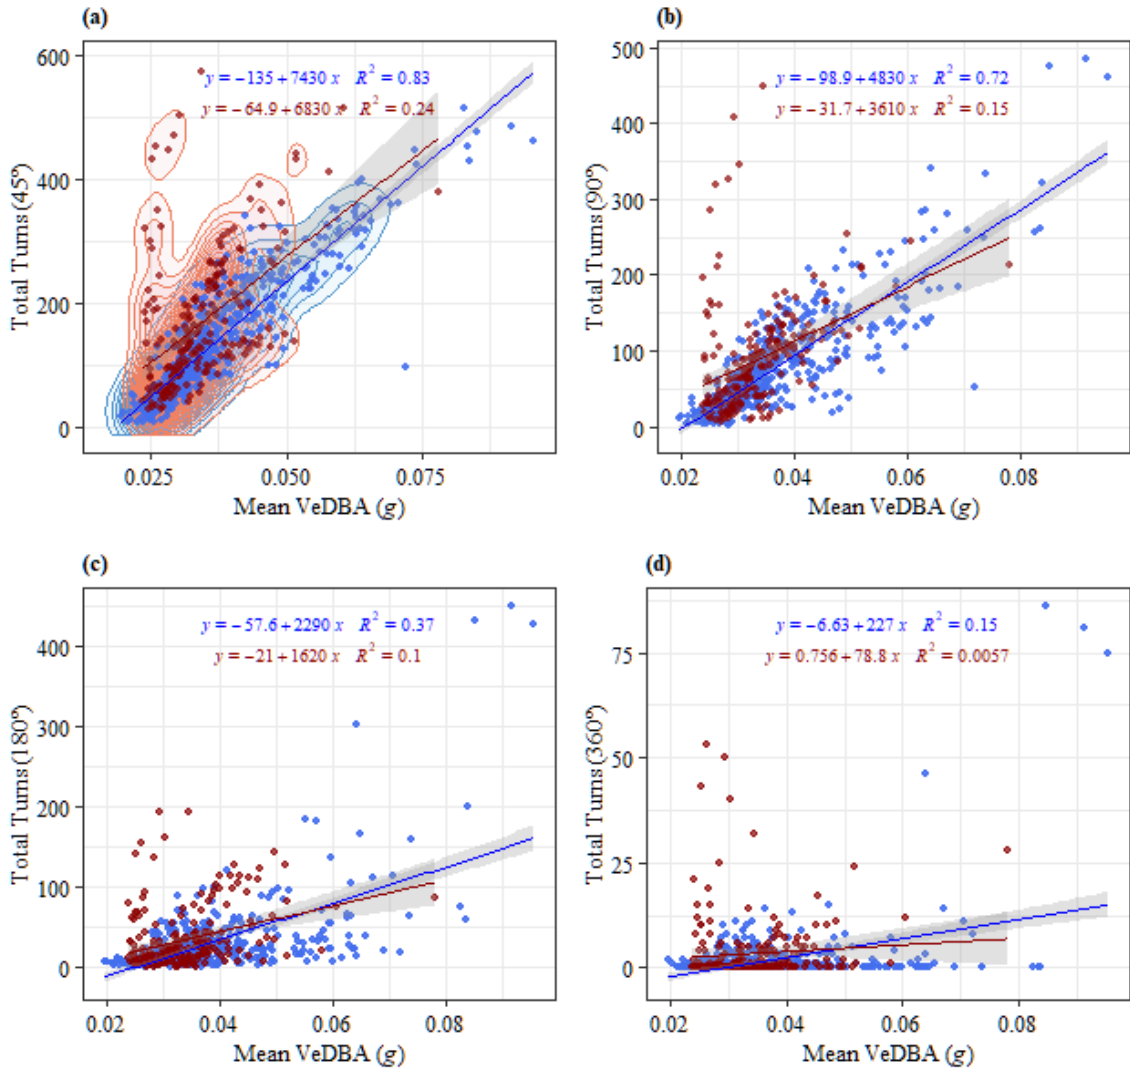 (a)
y = −135+7430 x R² = 0.83
y = −64.9+6830 x R² = 0.24
Total Turns (45º)
600
400
200
0
0.025 0.050 0.075
Mean VeDBA (g)
(b)
y = −98.9+4830 x R² = 0.72
y = −31.7+3610 x R² = 0.15
Total Turns (90º)
500
400
300
200
100
0
0.02 0.04 0.06 0.08
Mean VeDBA (g)
(c)
y = −57.6+2290 x R² = 0.37
y = −21+1620 x R² = 0.1
Total Turns (180º)
400
300
200
100
0
0.02 0.04 0.06 0.08
Mean VeDBA (g)
(d)
y = −6.63+227 x R² = 0.15
y = 0.756+78.8 x R² = 0.0057
Total Turns (360º)
75
50
25
0
0.02 0.04 0.06 0.08
Mean VeDBA (g)